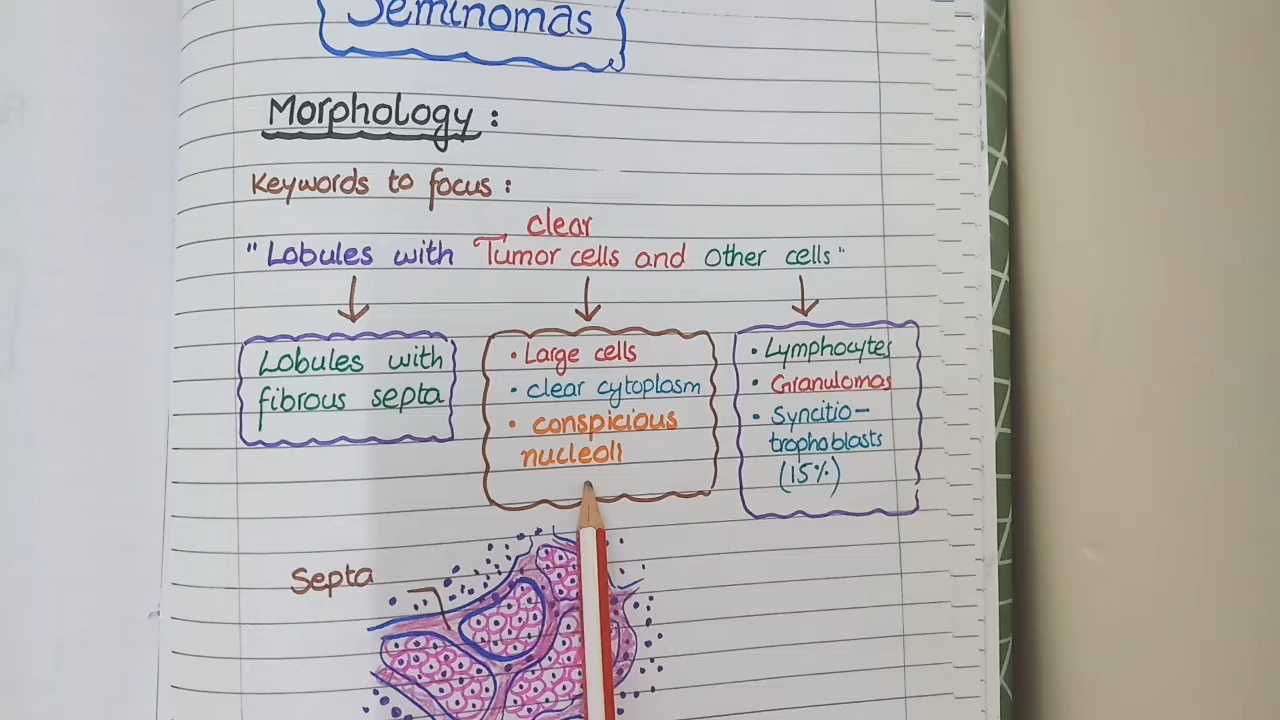 Seminomas
Morphology :
Keywords to focus :
clear
" Lobules with Tumor cells and Other cells "
Lobules with
fibrous septa
• Large cells
• clear cytoplasm
• conspicious
nucleoli
• Lymphocytes
• Granulomas
• Syncitio-
trophoblasts
(15%)
Septa